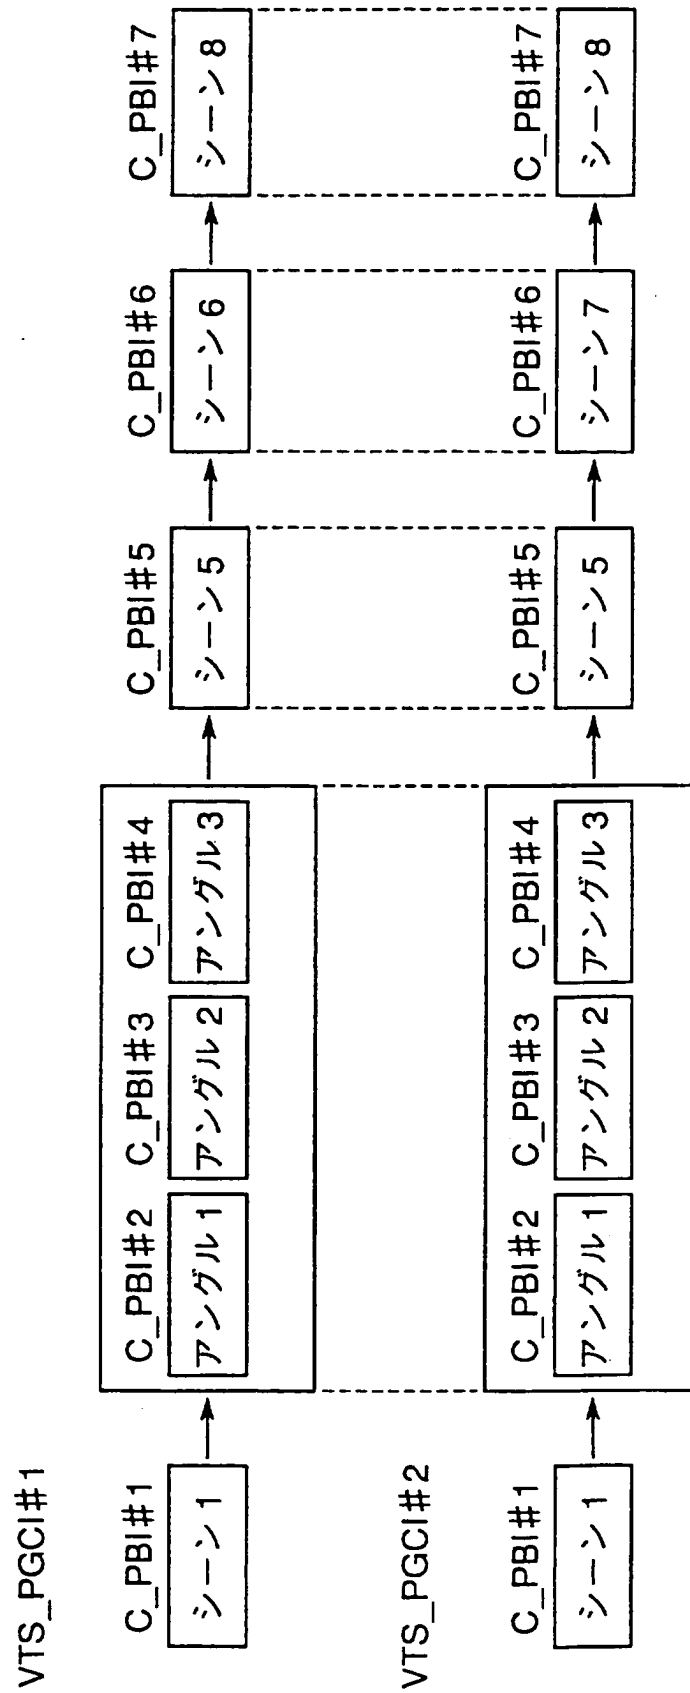 VTS_PGCI#1
C_PBI#1 C_PBI#2 C_PBI#3 C_PBI#4 C_PBI#5 C_PBI#6 C_PBI#7
シーン1 アングル1 アングル2 アングル3 シーン5 シーン6 シーン8
VTS_PGCI#2
C_PBI#1 C_PBI#2 C_PBI#3 C_PBI#4 C_PBI#5 C_PBI#6 C_PBI#7
シーン1 アングル1 アングル2 アングル3 シーン5 シーン7 シーン8